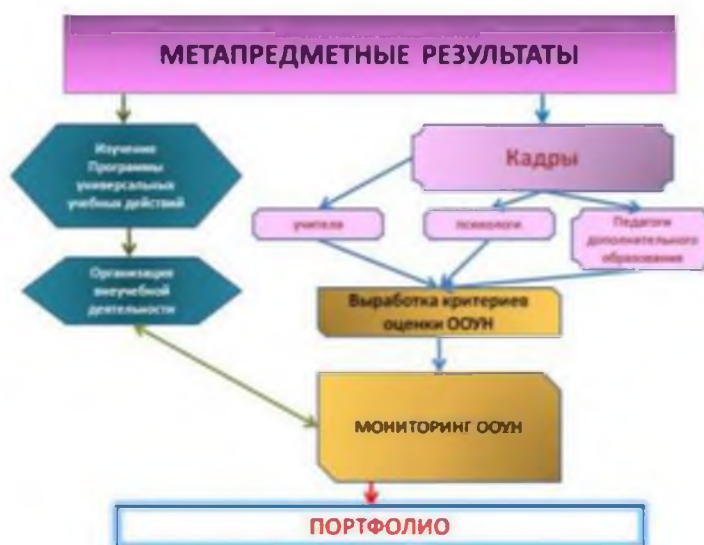 МЕТАПРЕДМЕТНЫЕ РЕЗУЛЬТАТЫ
Изучение
Программы
универсальных
учебных действий
Кадры
учителя
психологи
Педагоги
дополнительного
образования
Организация
внеучебной
деятельности
Выработка критериев
оценки ООУН
МОНИТОРИНГ ООУН
ПОРТФОЛИО